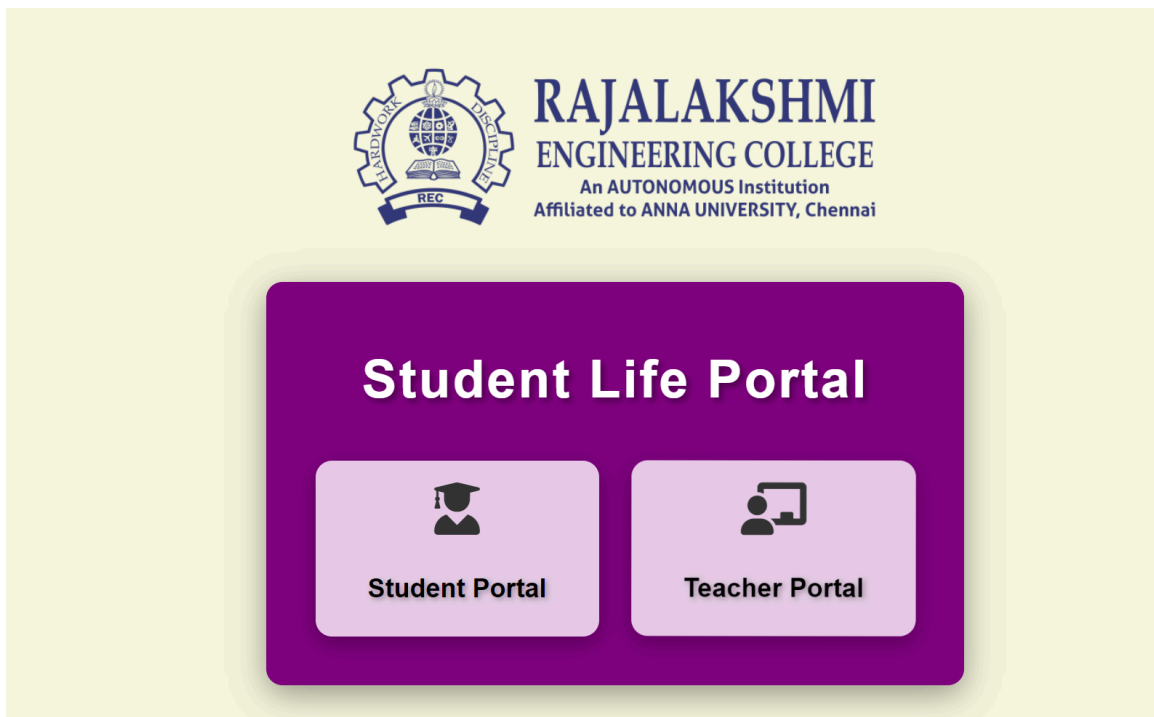 HARDWORK
DISCIPLINE
REC
RAJALAKSHMI
ENGINEERING COLLEGE
An AUTONOMOUS Institution
Affiliated to ANNA UNIVERSITY, Chennai
Student Life Portal
Student Portal
Teacher Portal